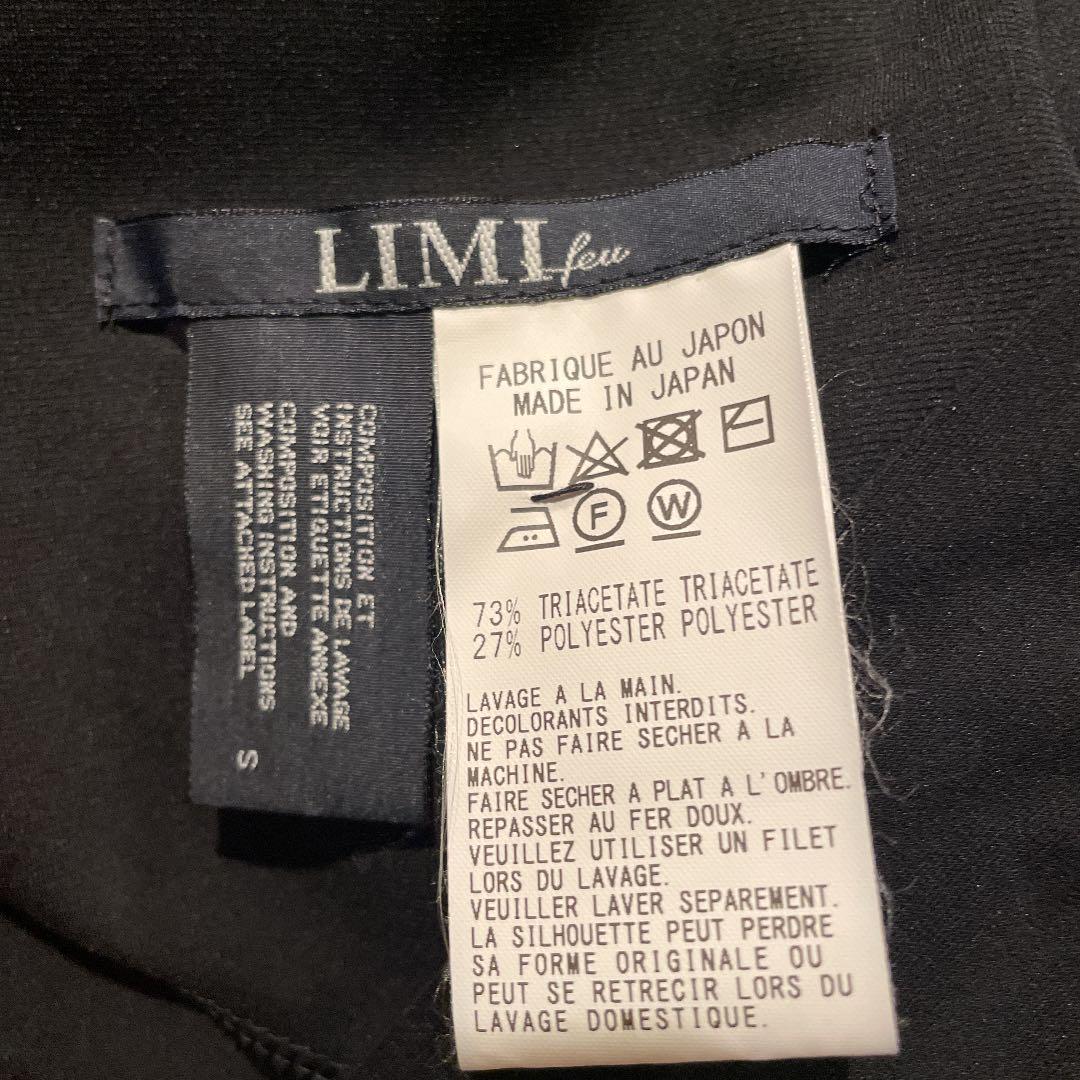 LIMI feu
COMPOSITION ET
INSTRUCTIONS DE LAVAGE
VOIR ETIQUETTE ANNEXE
COMPOSITION AND
WASHING INSTRUCTIONS
SEE ATTACHED LABEL
S
FABRIQUE AU JAPON
MADE IN JAPAN
F W
73% TRIACETATE TRIACETATE
27% POLYESTER POLYESTER
LAVAGE A LA MAIN.
DECOLORANTS INTERDITS.
NE PAS FAIRE SECHER A LA
MACHINE.
FAIRE SECHER A PLAT A L'OMBRE.
REPASSER AU FER DOUX.
VEUILLEZ UTILISER UN FILET
LORS DU LAVAGE.
VEUILLER LAVER SEPAREMENT.
LA SILHOUETTE PEUT PERDRE
SA FORME ORIGINALE OU
PEUT SE RETRECIR LORS DU
LAVAGE DOMESTIQUE.